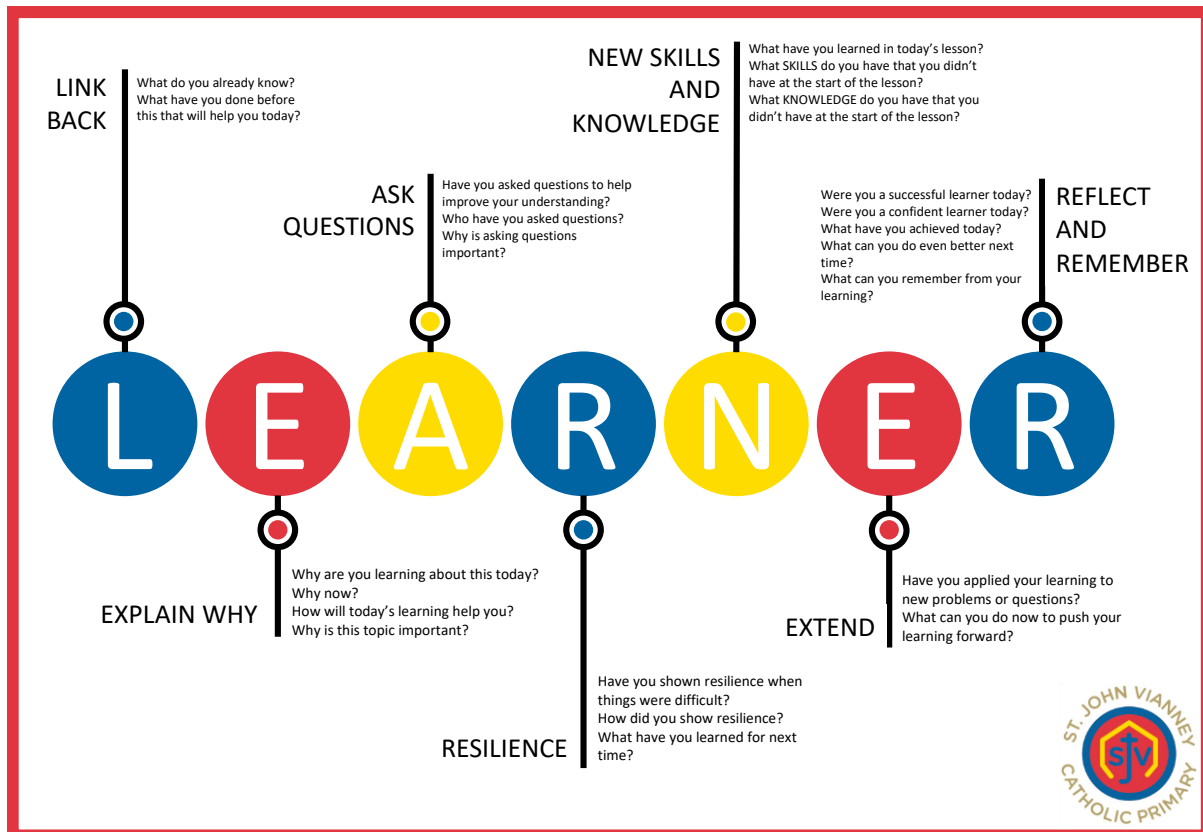 LINK
BACK
What do you already know?
What have you done before
this that will help you today?
ASK
QUESTIONS
Have you asked questions to help
improve your understanding?
Who have you asked questions?
Why is asking questions
important?
NEW SKILLS
AND
KNOWLEDGE
What have you learned in today's lesson?
What SKILLS do you have that you didn't
have at the start of the lesson?
What KNOWLEDGE do you have that you
didn't have at the start of the lesson?
Were you a successful learner today?
Were you a confident learner today?
What have you achieved today?
What can you do even better next
time?
What can you remember from your
learning?
REFLECT
AND
REMEMBER
LEARNER
EXPLAIN WHY
Why are you learning about this today?
Why now?
How will today's learning help you?
Why is this topic important?
RESILIENCE
Have you shown resilience when
things were difficult?
How did you show resilience?
What have you learned for next
time?
EXTEND
Have you applied your learning to
new problems or questions?
What can you do now to push your
learning forward?
ST. JOHN VIANNEY
SJV
CATHOLIC PRIMARY